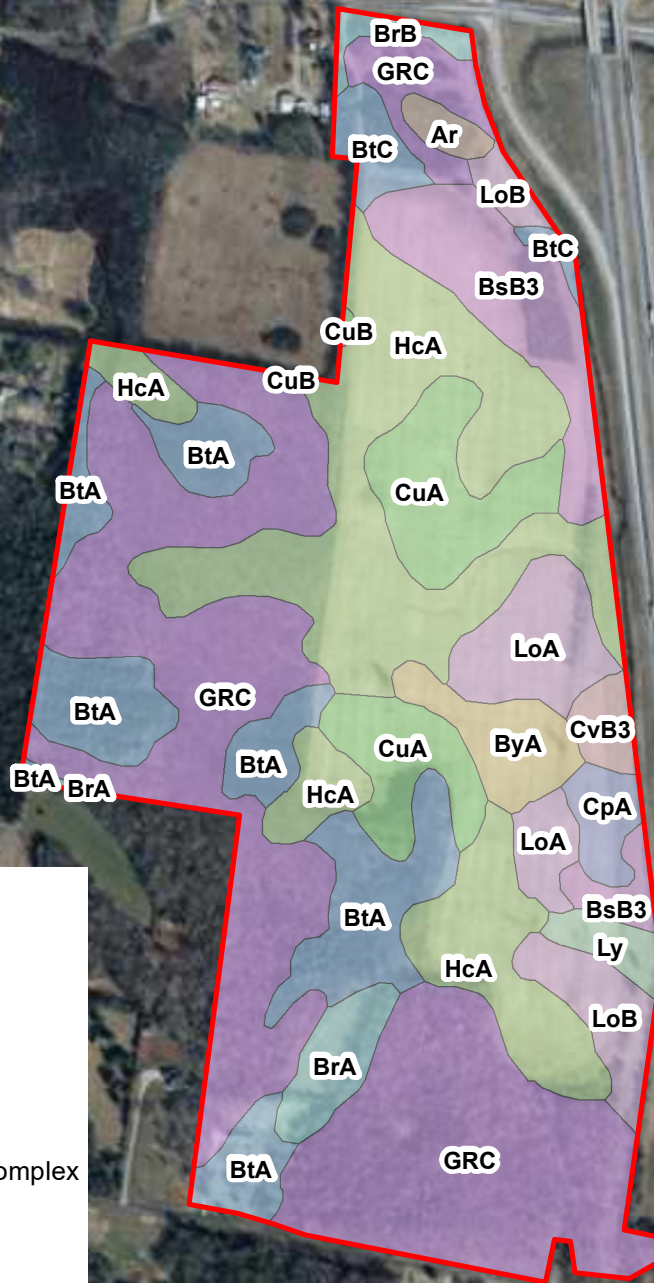 BrB
GRC
Ar
BtC
LoB
BtC
BsB3
CuB
HcA
CuB
HcA
BtA
BtA
CuA
LoA
GRC
BtA
CvB3
ByA
CuA
BtA
BtA
BrA
HcA
CpA
LoA
BsB3
BtA
Ly
HcA
LoB
BrA
GRC
BtA
omplex